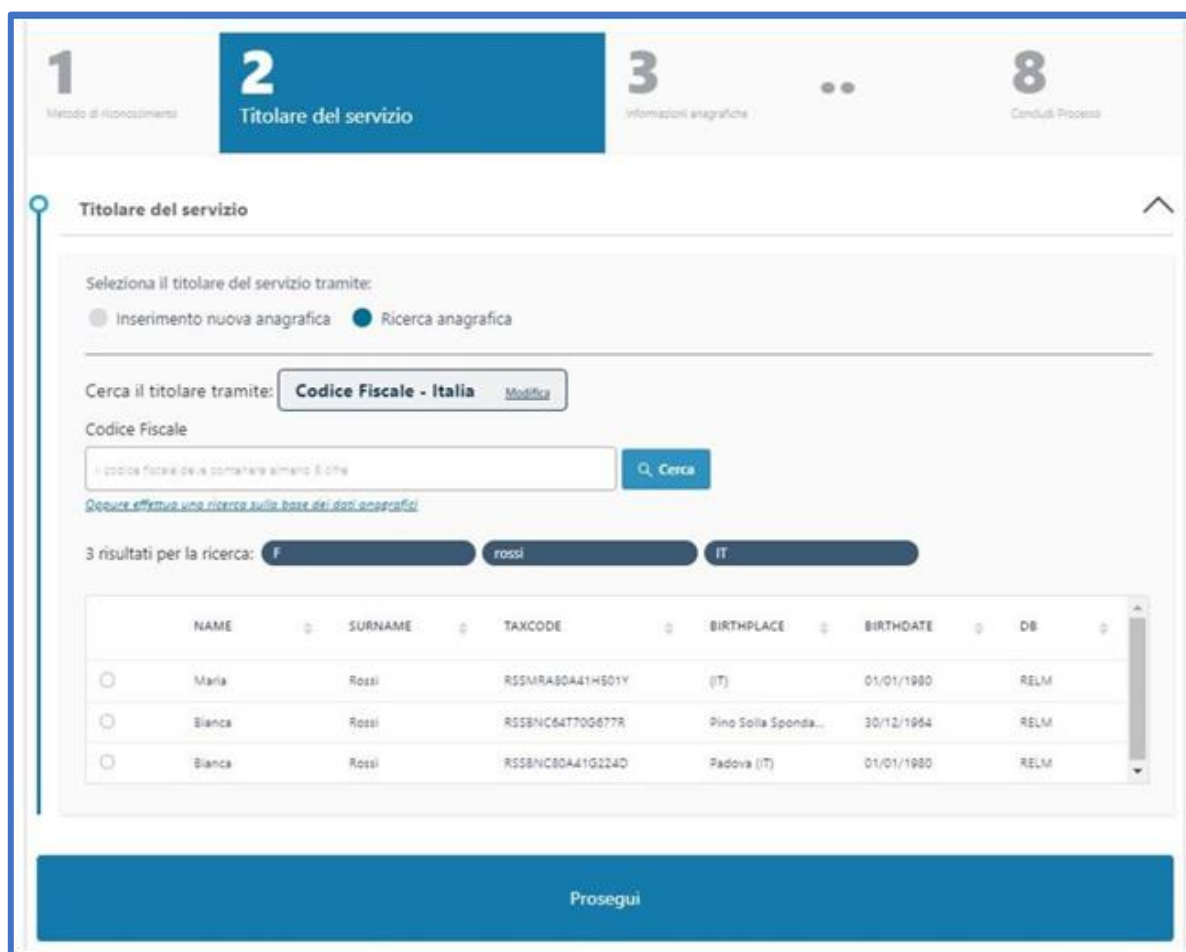 1
Metodo di riconoscimento
2
Titolare del servizio
3
Informazioni anagrafiche
..
8
Concludi Processo
Titolare del servizio
Seleziona il titolare del servizio tramite:
Inserimento nuova anagrafica Ricerca anagrafica
Cerca il titolare tramite: Codice Fiscale - Italia Modifica
Codice Fiscale
Il codice fiscale deve contenere almeno 8 cifre
Cerca
Oppure effettua una ricerca sulla base dei dati anagrafici
3 risultati per la ricerca: F rossi IT
NAME SURNAME TAXCODE BIRTHPLACE BIRTHDATE DB
Maria Rossi RSSMRA80A41H501Y (IT) 01/01/1980 RELM
Bianca Rossi RSSBNC64T70G677R Pino Solla Sponda... 30/12/1964 RELM
Bianca Rossi RSSBNC80A41G224D Padova (IT) 01/01/1980 RELM
Prosegui